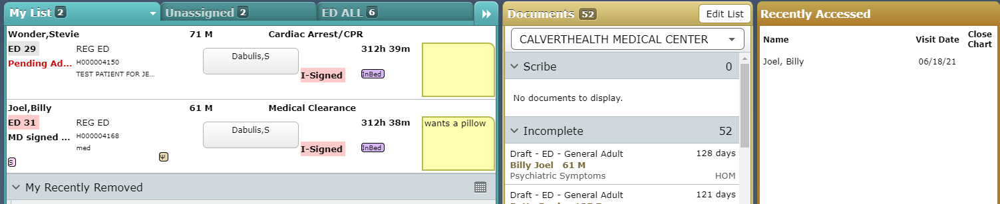 My List 2
Unassigned 2
ED ALL 6
Wonder,Stevie 71 M Cardiac Arrest/CPR
ED 29 REG ED Dabulis,S 312h 39m
Pending Ad... H000004150
TEST PATIENT FOR JE... I-Signed InBed
Joel,Billy 61 M Medical Clearance
ED 31 REG ED Dabulis,S 312h 38m wants a pillow
MD signed ... H000004168
med I-Signed InBed
Ψ
S
My Recently Removed
Documents 52 Edit List
CALVERTHEALTH MEDICAL CENTER
Scribe 0
No documents to display.
Incomplete 52
Draft - ED - General Adult 128 days
Billy Joel 61 M
Psychiatric Symptoms HOM
Draft - ED - General Adult 121 days
Recently Accessed
Name Visit Date Close Chart
Joel, Billy 06/18/21